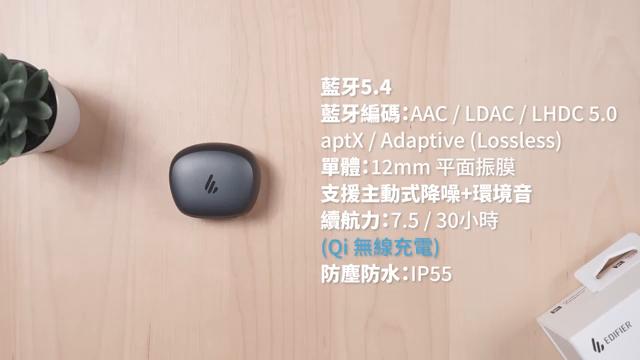 藍牙5.4
藍牙編碼：AAC / LDAC / LHDC 5.0
aptX / Adaptive (Lossless)
單體：12mm 平面振膜
支援主動式降噪+環境音
續航力：7.5 / 30小時
(Qi 無線充電)
防塵防水：IP55
EDIFIER